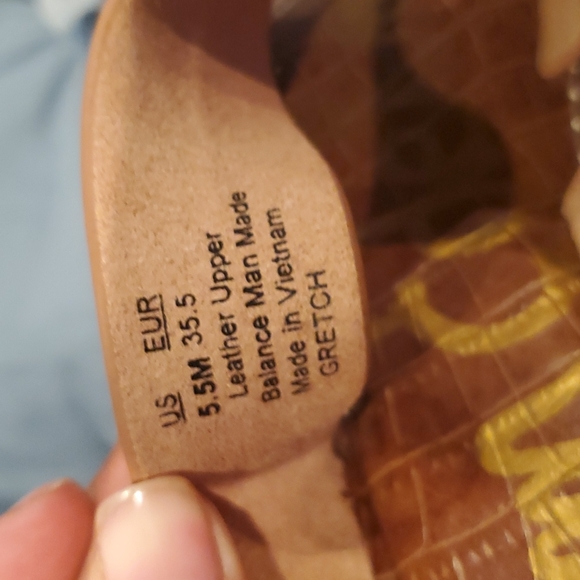 US EUR
5.5M 35.5
Leather Upper
Balance Man Made
Made in Vietnam
GRETCH